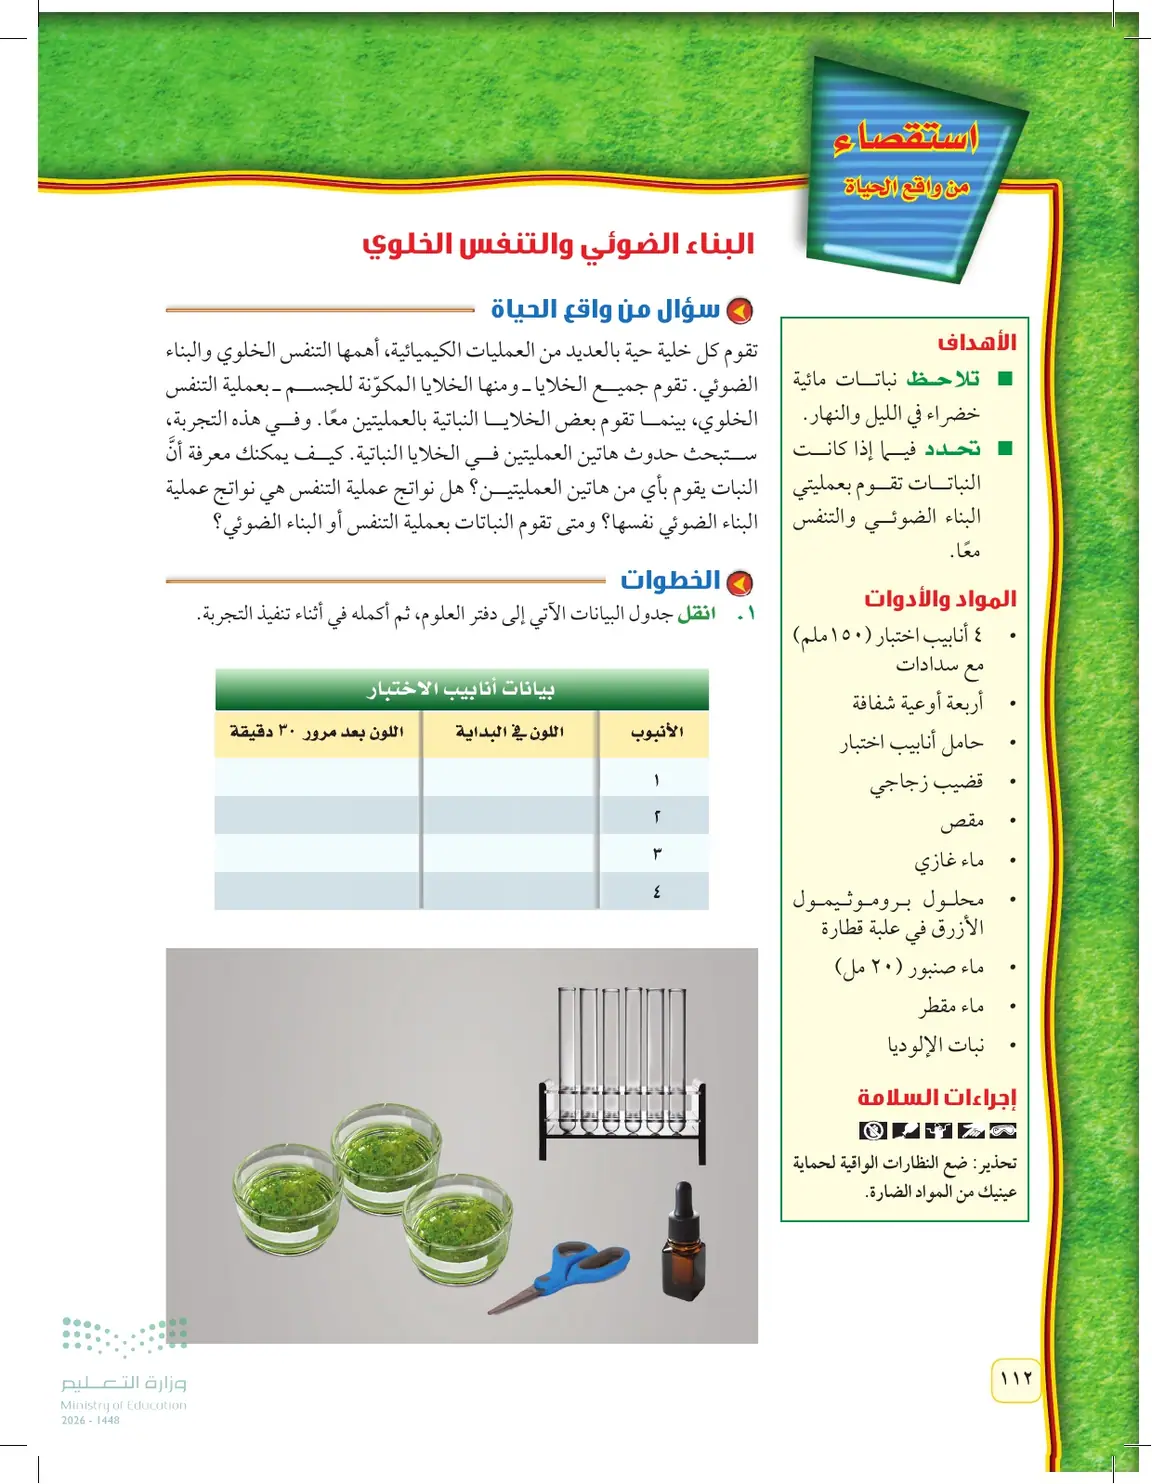 استقصاء
من واقع الحياة
البناء الضوئي والتنفس الخلوي
سؤال من واقع الحياة
تقوم كل خلية حية بالعديد من العمليات الكيميائية، أهمها التنفس الخلوي والبناء
الضوئي. تقوم جميع الخلايا ـ ومنها الخلايا المكوّنة للجسم ـ بعملية التنفس
الخلوي، بينما تقوم بعض الخلايا النباتية بالعمليتين معًا. وفي هذه التجربة،
ستبحث حدوث هاتين العمليتين في الخلايا النباتية. كيف يمكنك معرفة أنَّ
النبات يقوم بأي من هاتين العمليتين؟ هل نواتج عملية التنفس هي نواتج عملية
البناء الضوئي نفسها؟ ومتى تقوم النباتات بعملية التنفس أو البناء الضوئي؟
الخطوات
١. انقل جدول البيانات الآتي إلى دفتر العلوم، ثم أكمله في أثناء تنفيذ التجربة.
بيانات أنابيب الاختبار
الأنبوب اللون في البداية اللون بعد مرور ٣٠ دقيقة
١
٢
٣
٤
الأهداف
■ تلاحظ نباتات مائية
خضراء في الليل والنهار.
■ تحدد فيما إذا كانت
النباتات تقوم بعمليتي
البناء الضوئي والتنفس
معًا.
المواد والأدوات
• ٤ أنابيب اختبار (١٥٠ملم)
مع سدادات
• أربعة أوعية شفافة
• حامل أنابيب اختبار
• قضيب زجاجي
• مقص
• ماء غازي
• محلول بروموثيمول
الأزرق في علبة قطارة
• ماء صنبور (٢٠ مل)
• ماء مقطر
• نبات الإلوديا
إجراءات السلامة
تحذير: ضع النظارات الواقية لحماية
عينيك من المواد الضارة.
وزارة التعليم
Ministry of Education
2026 - 1448
١١٢